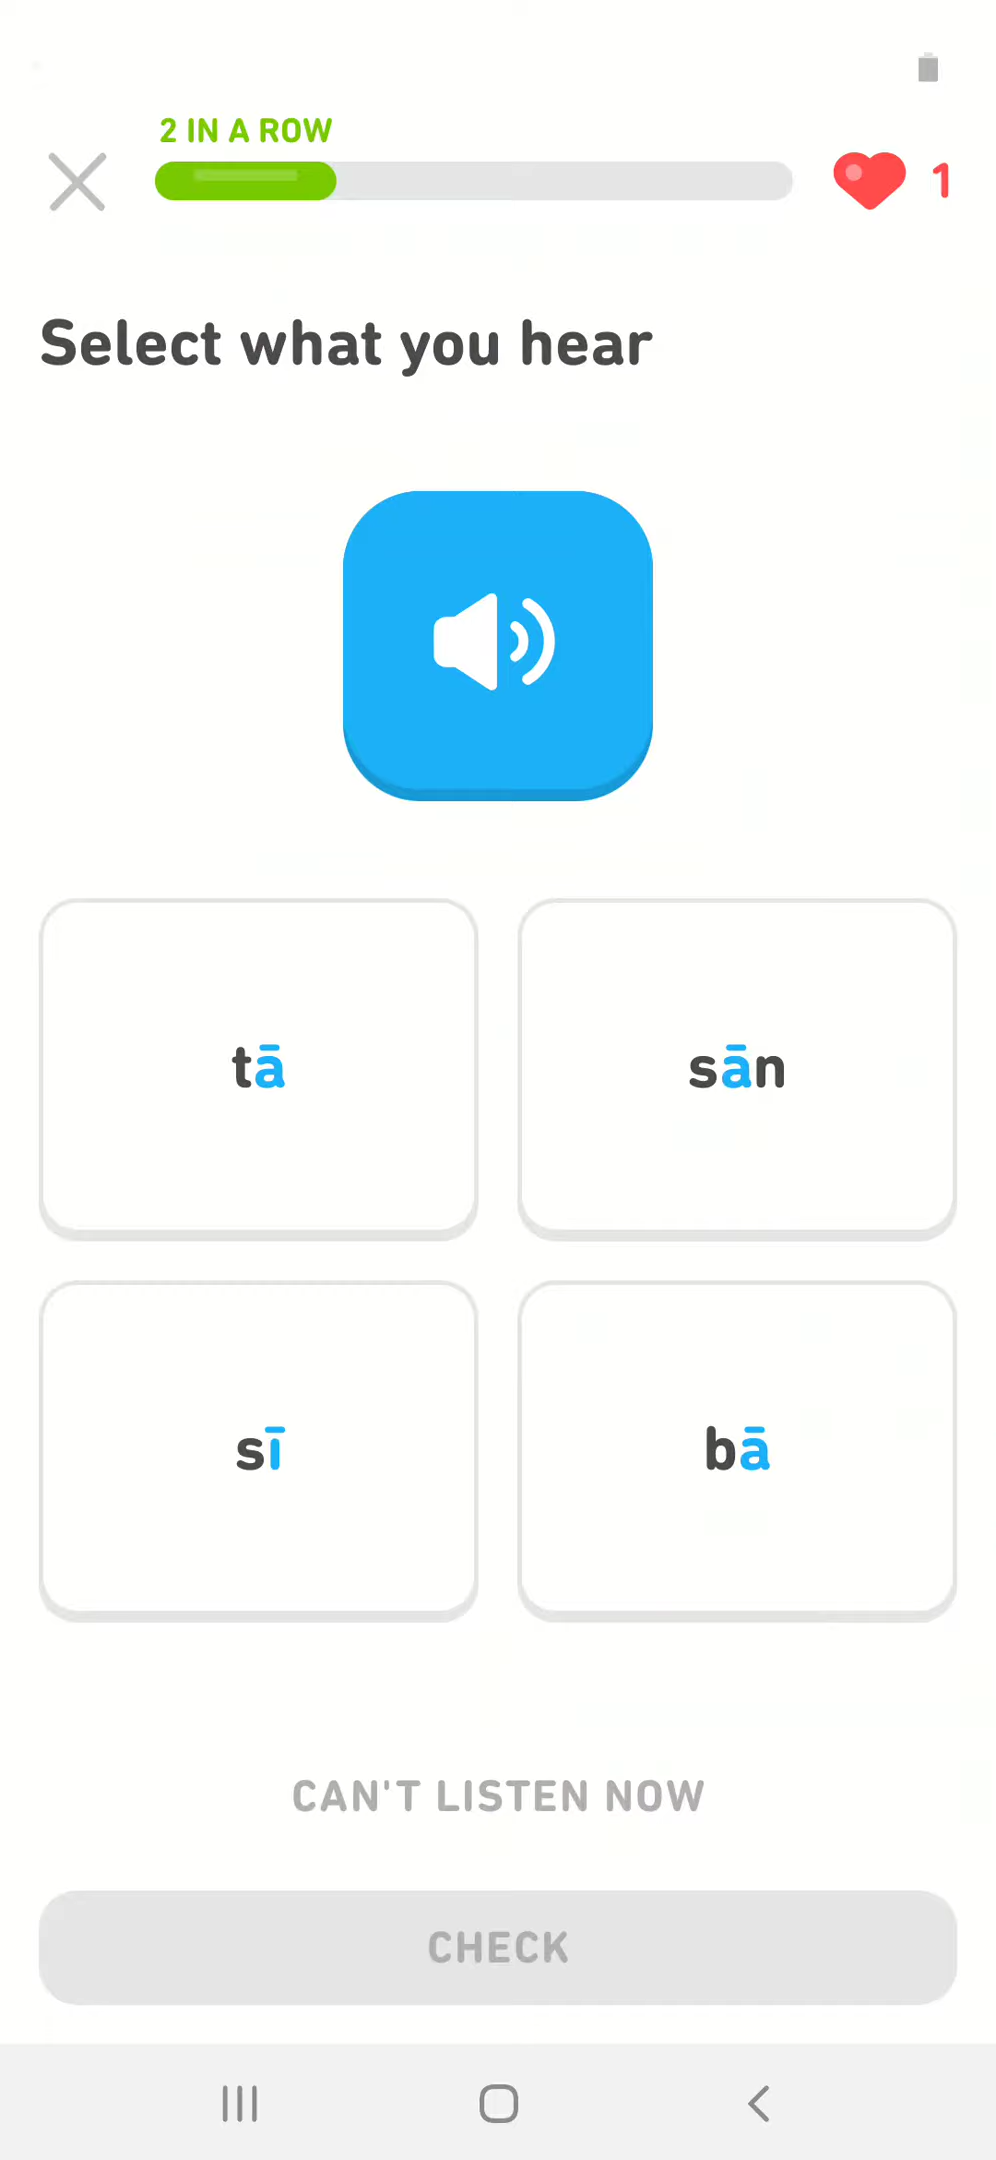 2 IN A ROW
1
Select what you hear
tā
sān
sī
bā
CAN'T LISTEN NOW
CHECK